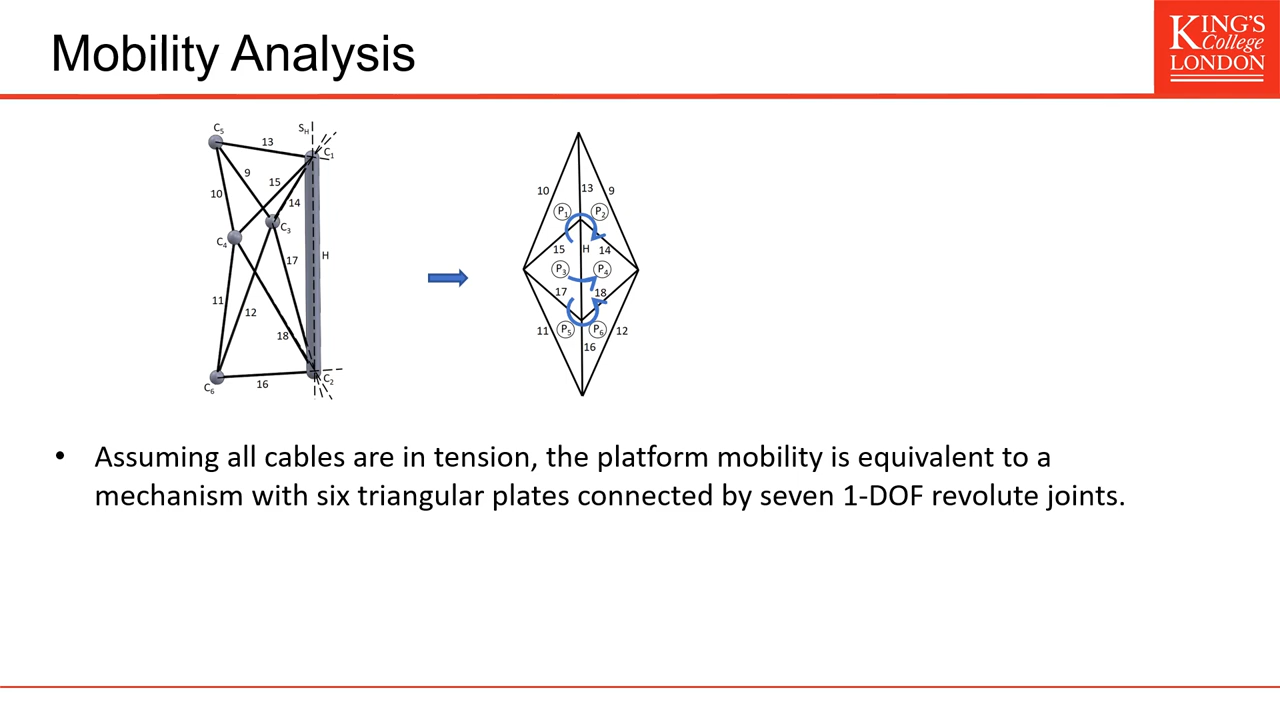 Mobility Analysis
KING'S
College
LONDON
C5
13
SH
C1
9
15
10
14
C3
C4
17
H
11
12
18
C2
C6
16
10
13
9
P1
P2
15
H
14
P3
P4
17
18
11
P5
P6
12
16
• Assuming all cables are in tension, the platform mobility is equivalent to a
mechanism with six triangular plates connected by seven 1-DOF revolute joints.